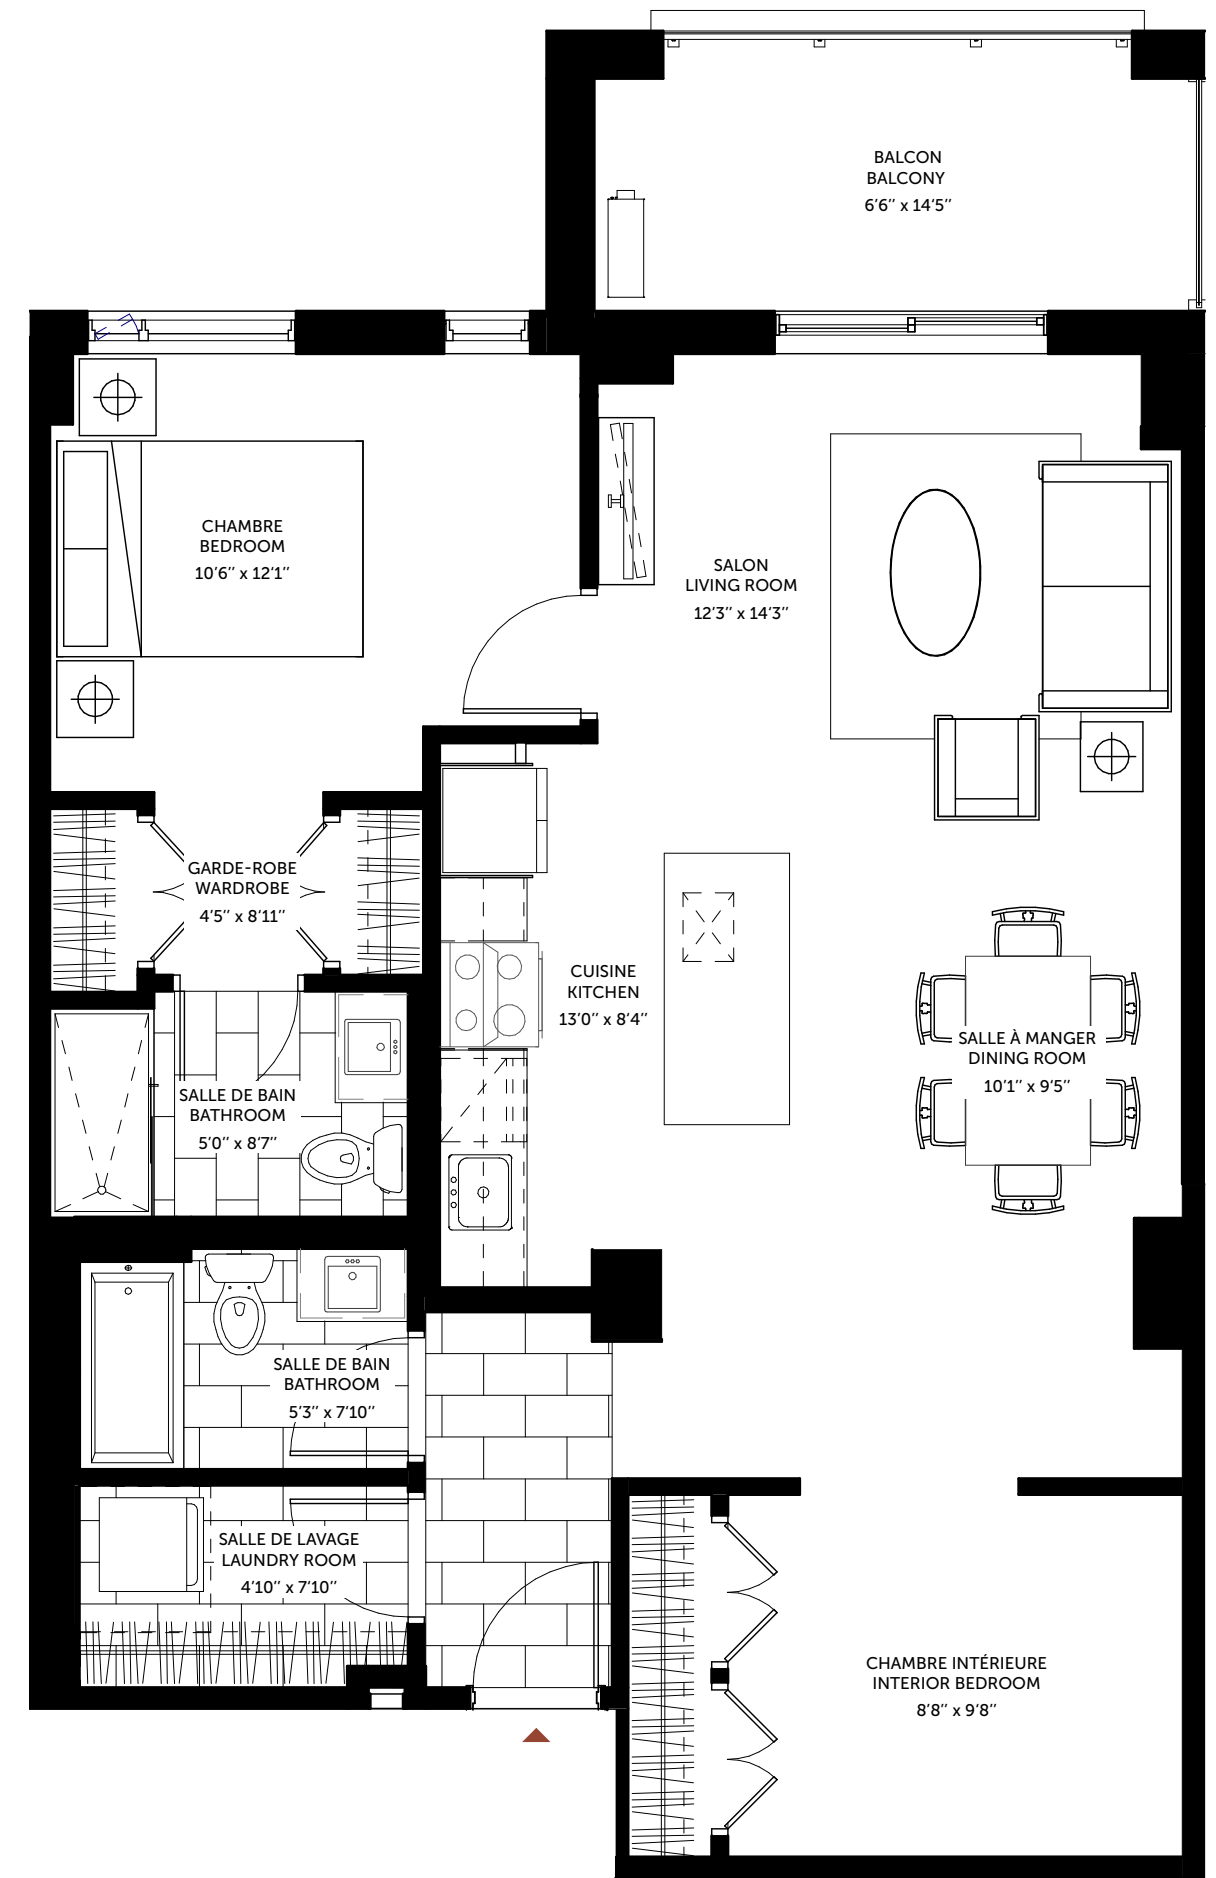 BALCON
BALCONY
6’6’’ x 14’5’’
CHAMBRE
BEDROOM
10’6’’ x 12’1’’
SALON
LIVING ROOM
12’3’’ x 14’3’’
GARDE-ROBE
WARDROBE
4’5’’ x 8’11’’
CUISINE
KITCHEN
13’0’’ x 8’4’’
SALLE À MANGER
DINING ROOM
10’1’’ x 9’5’’
SALLE DE BAIN
BATHROOM
5’0’’ x 8’7’’
SALLE DE BAIN
BATHROOM
5’3’’ x 7’10’’
SALLE DE LAVAGE
LAUNDRY ROOM
4’10’’ x 7’10’’
CHAMBRE INTÉRIEURE
INTERIOR BEDROOM
8’8’’ x 9’8’’